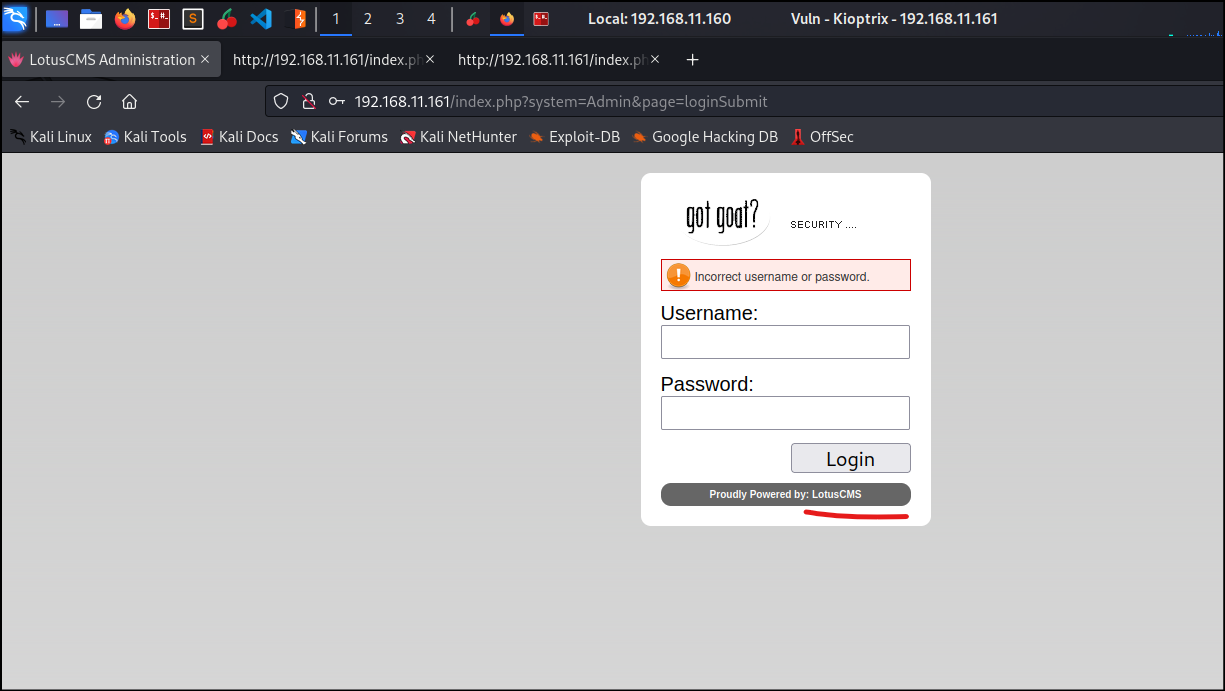 1 2 3 4 Local: 192.168.11.160 Vuln - Kioptrix - 192.168.11.161
LotusCMS Administration http://192.168.11.161/index.ph http://192.168.11.161/index.ph
192.168.11.161/index.php?system=Admin&page=loginSubmit
Kali Linux Kali Tools Kali Docs Kali Forums Kali NetHunter Exploit-DB Google Hacking DB OffSec
got goat? SECURITY ....
Incorrect username or password.
Username:
Password:
Login
Proudly Powered by: LotusCMS